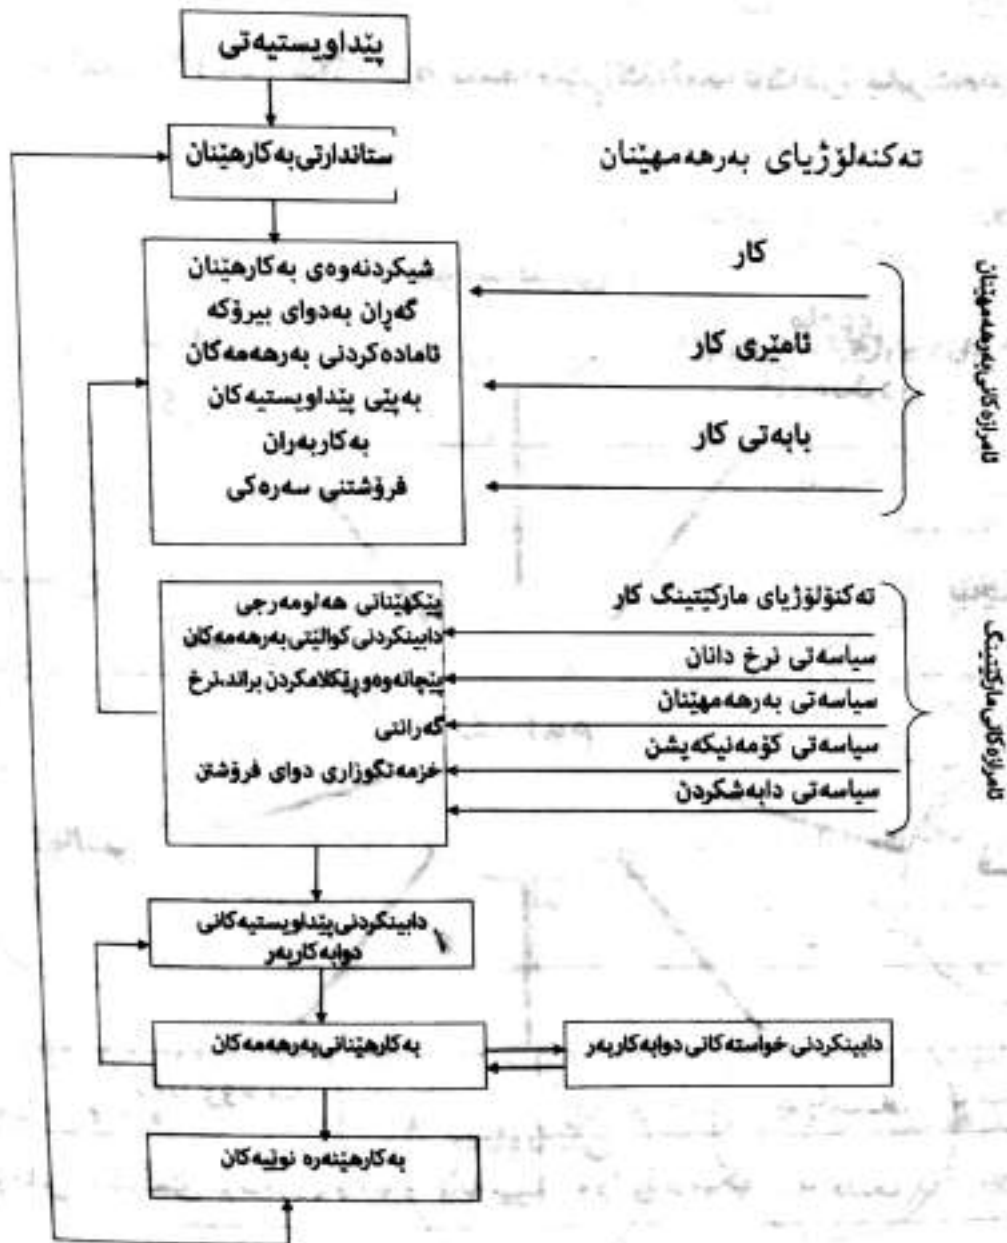 پێداویستیەتی
ستاندارتی بەکارهێنان
تەکنەلۆژیای بەرهەمهێنان
شیکردنەوەی بەکارهێنان
گەڕان بەدوای بیرۆکە
ئامادەکردنی بەرهەمەکان
بەپێی پێداویستیەکان
بەکاربەران
فرۆشتنی سەرەکی
کار
ئامێری کار
بابەتی کار
ئامرازەکانی بەرهەمهێنان
پێکهێنانی هەلومەرجی
دابینکردنی کوالێتی بەرهەمەکان
پێچانەوەو ڕێکلامکردن براند،نرخ
گەرانتی
خزمەتگوزاری دوای فرۆشتن
تەکنۆلۆژیای مارکێتینگ کار
سیاسەتی نرخ دانان
سیاسەتی بەرهەمهێنان
سیاسەتی کۆمەنیکەیشن
سیاسەتی دابەشکردن
ئامرازەکانی مارکێتینگ
دابینکردنی پێداویستیەکانی
دوابەکاربەر
بەکارهێنانی بەرهەمەکان
دابینکردنی خواستەکانی دوابەکاربەر
بەکارهێنەرە نوێیەکان